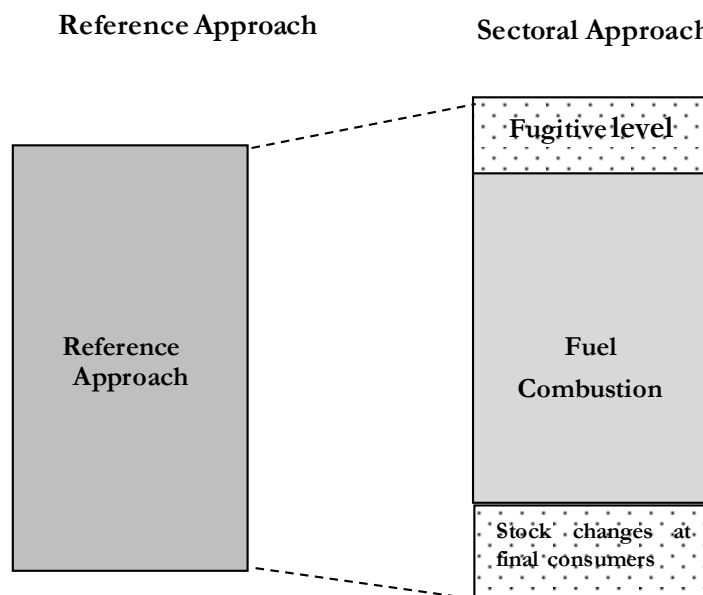 Reference Approach
Sectoral Approach
Fugitive level
Reference
Approach
Fuel
Combustion
Stock changes at
final consumers